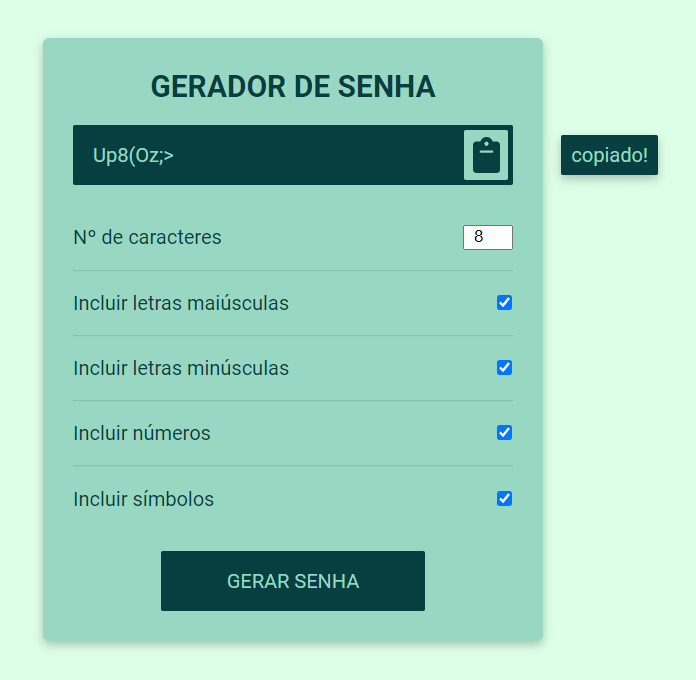 GERADOR DE SENHA
Up8(Oz;>
copiado!
Nº de caracteres
8
Incluir letras maiúsculas
Incluir letras minúsculas
Incluir números
Incluir símbolos
GERAR SENHA